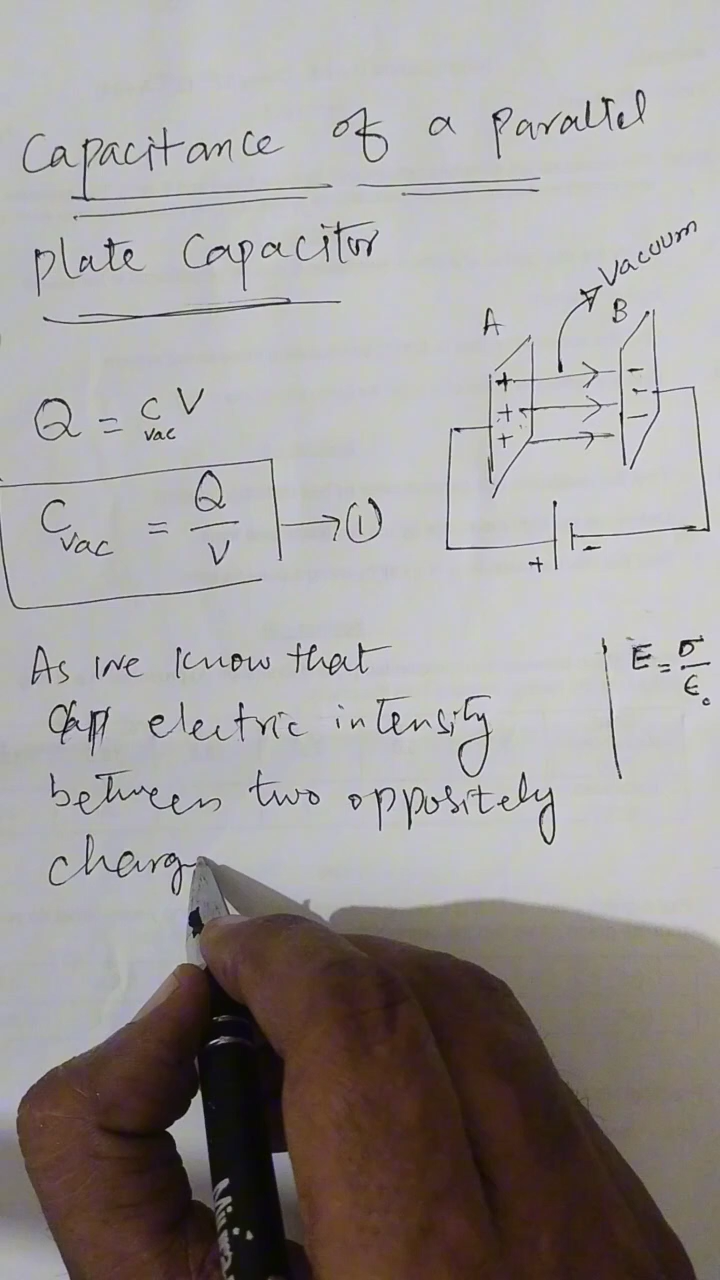 Capacitance of a parallel
plate Capacitor
Vacuum
A
B
+ -
+ -
+ -
+ -
Q = C vac V
C vac = Q/V → ①
As we know that
electric intensity
between two oppositely
charg
E = σ/ϵ₀